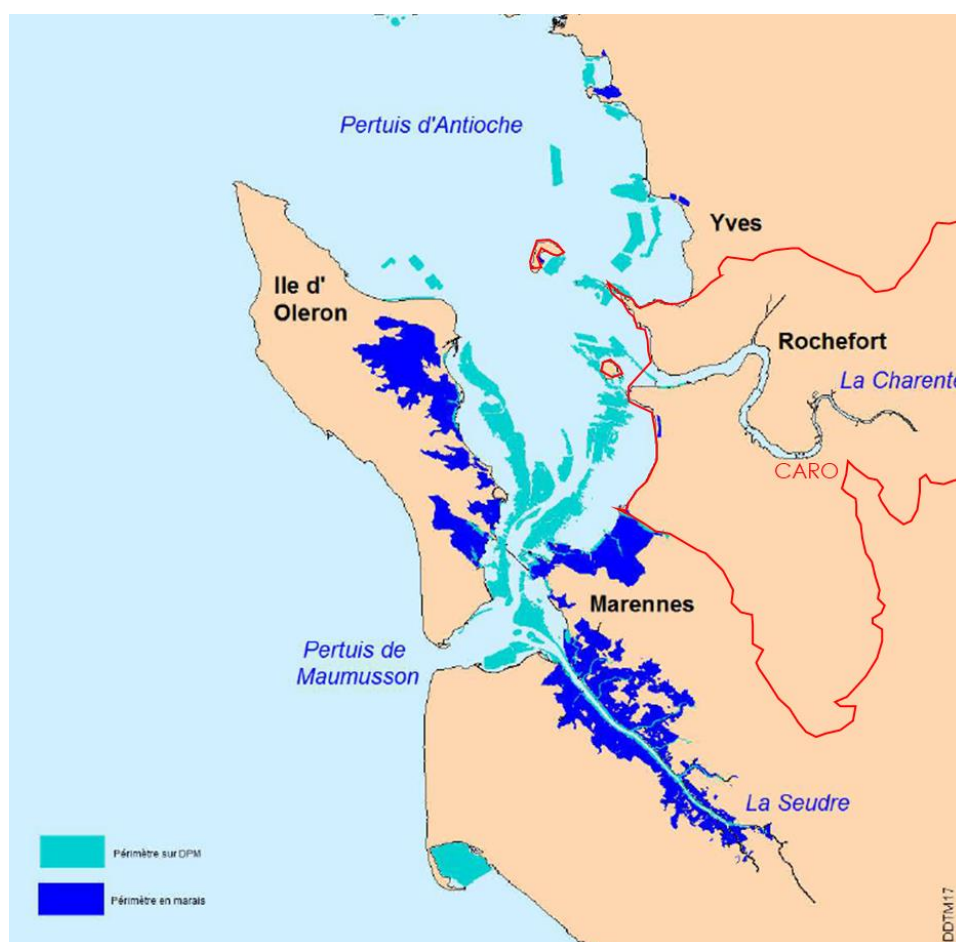 Pertuis d'Antioche
Yves
Ile d'
Oleron
Rochefort
La Charente
CARO
Marennes
Pertuis de
Maumusson
La Seudre
Périmètre sur DPM
Périmètre en marais
DDTM17